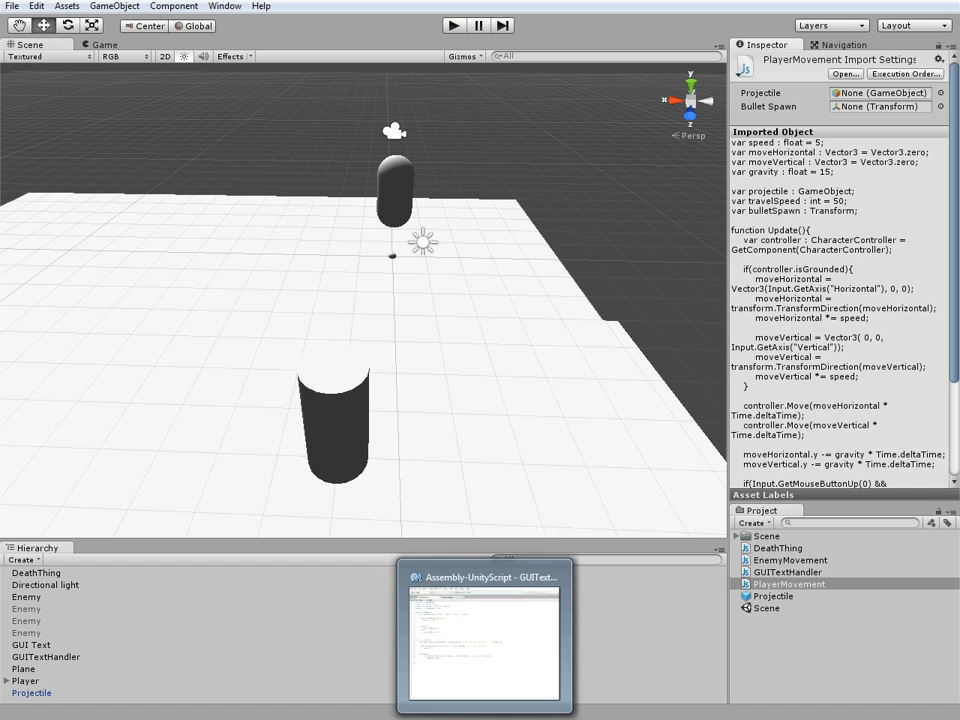 File Edit Assets GameObject Component Window Help
Center Global Layers Layout
Scene Game
Textured RGB 2D Effects Gizmos All
y
x
z
Persp
Inspector Navigation
PlayerMovement Import Settings
Open... Execution Order...
Projectile None (GameObject)
Bullet Spawn None (Transform)
Imported Object
var speed : float = 5;
var moveHorizontal : Vector3 = Vector3.zero;
var moveVertical : Vector3 = Vector3.zero;
var gravity : float = 15;
var projectile : GameObject;
var travelSpeed : int = 50;
var bulletSpawn : Transform;
function Update(){
var controller : CharacterController =
GetComponent(CharacterController);
if(controller.isGrounded){
moveHorizontal =
Vector3(Input.GetAxis("Horizontal"), 0, 0);
moveHorizontal =
transform.TransformDirection(moveHorizontal);
moveHorizontal *= speed;
moveVertical = Vector3( 0, 0,
Input.GetAxis("Vertical"));
moveVertical =
transform.TransformDirection(moveVertical);
moveVertical *= speed;
}
controller.Move(moveHorizontal *
Time.deltaTime);
controller.Move(moveVertical *
Time.deltaTime);
moveHorizontal.y -= gravity * Time.deltaTime;
moveVertical.y -= gravity * Time.deltaTime;
if(Input.GetMouseButtonUp(0) &&
Asset Labels
Project
Create
Scene
DeathThing
EnemyMovement
GUITextHandler
PlayerMovement
Projectile
Scene
Hierarchy
Create All
DeathThing
Directional light
Enemy
Enemy
Enemy
Enemy
GUI Text
GUITextHandler
Plane
Player
Projectile
Assembly-UnityScript - GUIText...